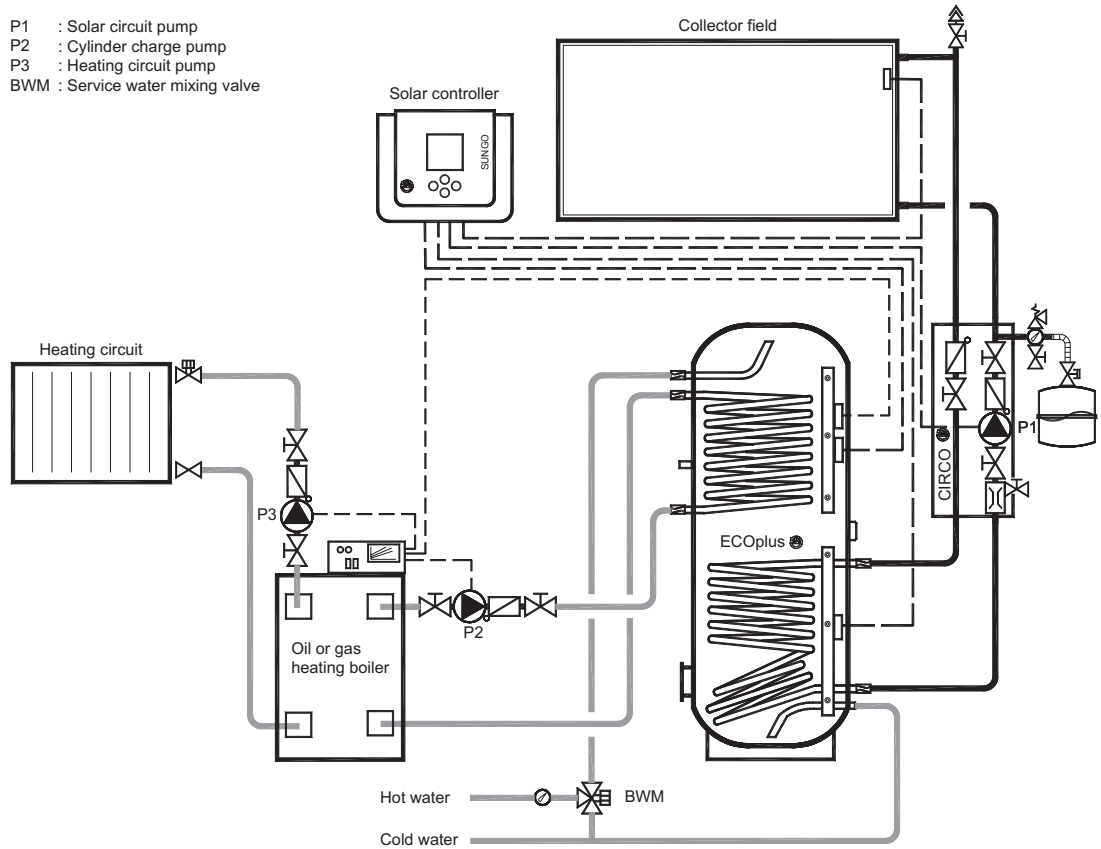 P1 : Solar circuit pump
P2 : Cylinder charge pump
P3 : Heating circuit pump
BWM : Service water mixing valve
Collector field
Solar controller
SUNGO
Heating circuit
P1
CIRCO
P3
ECOplus
P2
Oil or gas
heating boiler
Hot water
BWM
Cold water